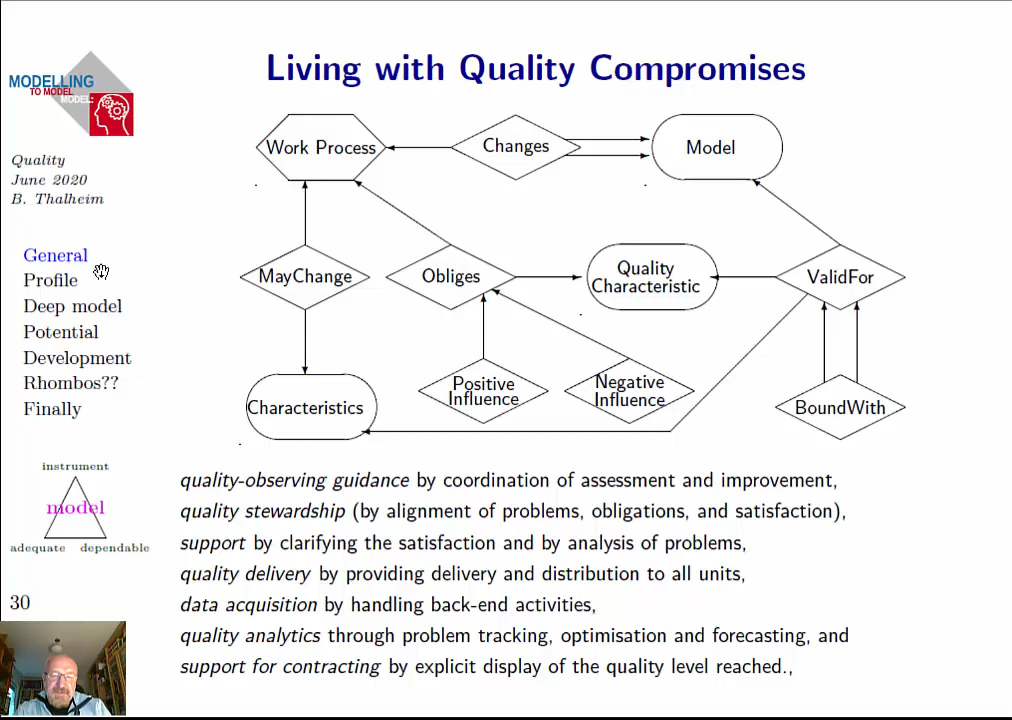 Living with Quality Compromises
MODELLING
TO MODEL
MODEL:
Quality
June 2020
B. Thalheim
General
Profile
Deep model
Potential
Development
Rhombos??
Finally
instrument
model
adequate dependable
30
Work Process
Changes
Model
MayChange
Obliges
Quality
Characteristic
ValidFor
Characteristics
Positive
Influence
Negative
Influence
BoundWith
quality-observing guidance by coordination of assessment and improvement,
quality stewardship (by alignment of problems, obligations, and satisfaction),
support by clarifying the satisfaction and by analysis of problems,
quality delivery by providing delivery and distribution to all units,
data acquisition by handling back-end activities,
quality analytics through problem tracking, optimisation and forecasting, and
support for contracting by explicit display of the quality level reached.,